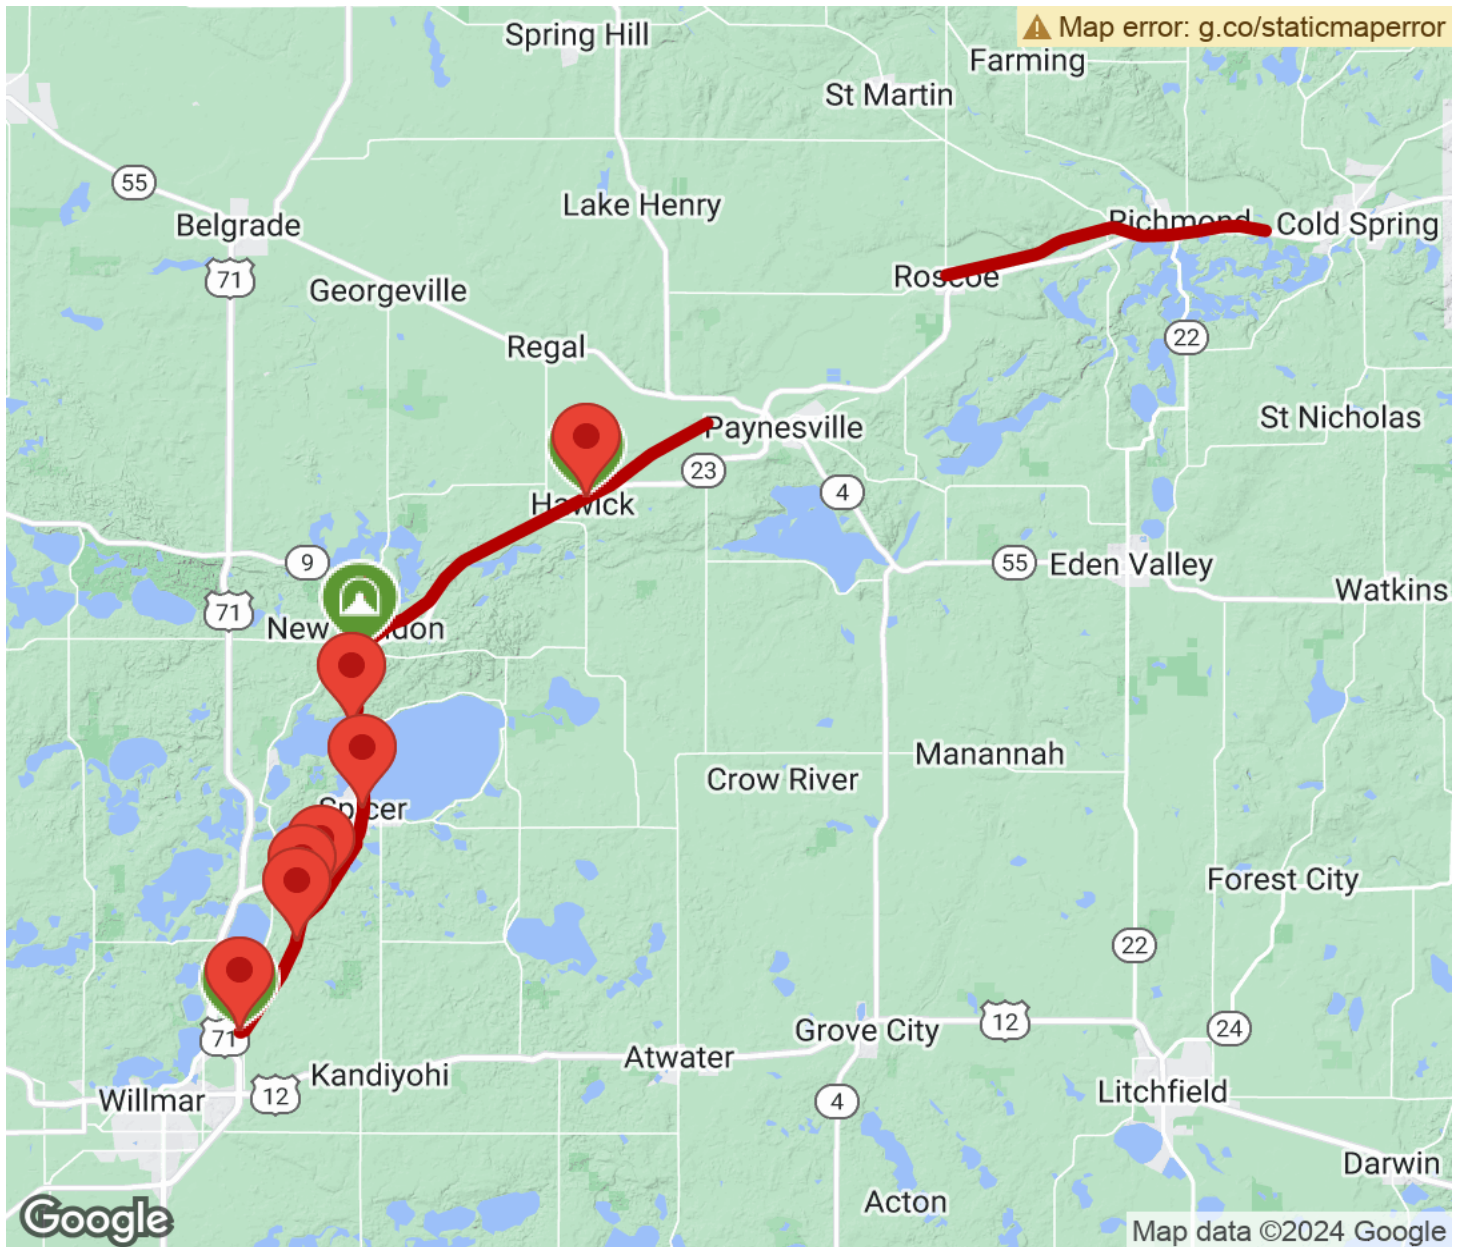 Spring Hill
Map error: g.co/staticmaperror
Farming
St Martin
55
Lake Henry
Belgrade
Richmond
Cold Spring
71
Georgeville
Roscoe
Regal
22
St Nicholas
Paynesville
23
4
Hawick
9
55
Eden Valley
Watkins
71
New
don
Manannah
Crow River
Spicer
Forest City
22
71
Grove City
12
24
Atwater
Kandiyohi
12
Willmar
4
Litchfield
Darwin
Acton
Google
Map data ©2024 Google